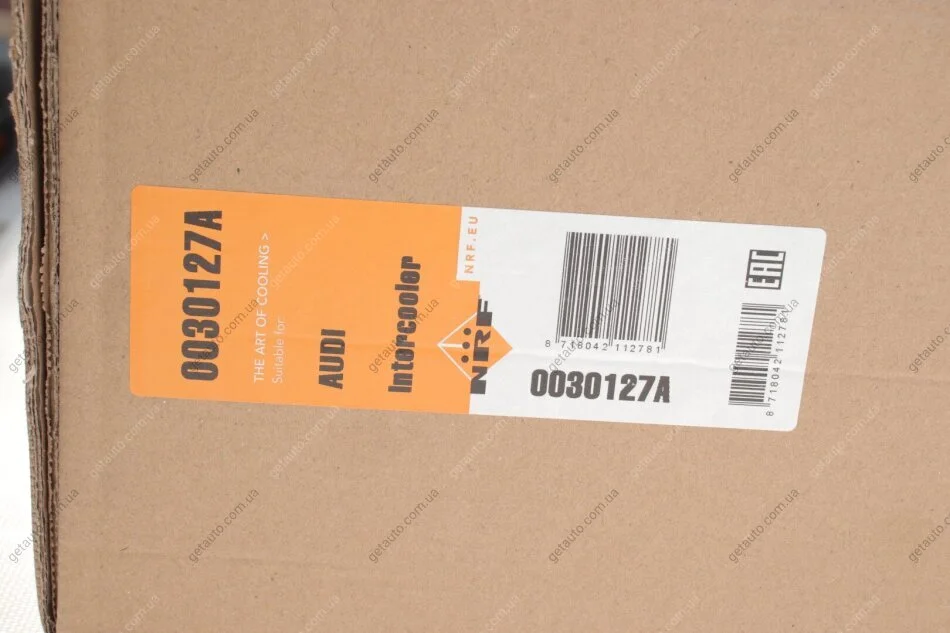 0030127A
THE ART OF COOLING >
Suitable for:
AUDI
Intercooler
NRF
NRF.EU
8 718042 112781
0030127A
EAC
8 718042 112781
getauto.com.ua